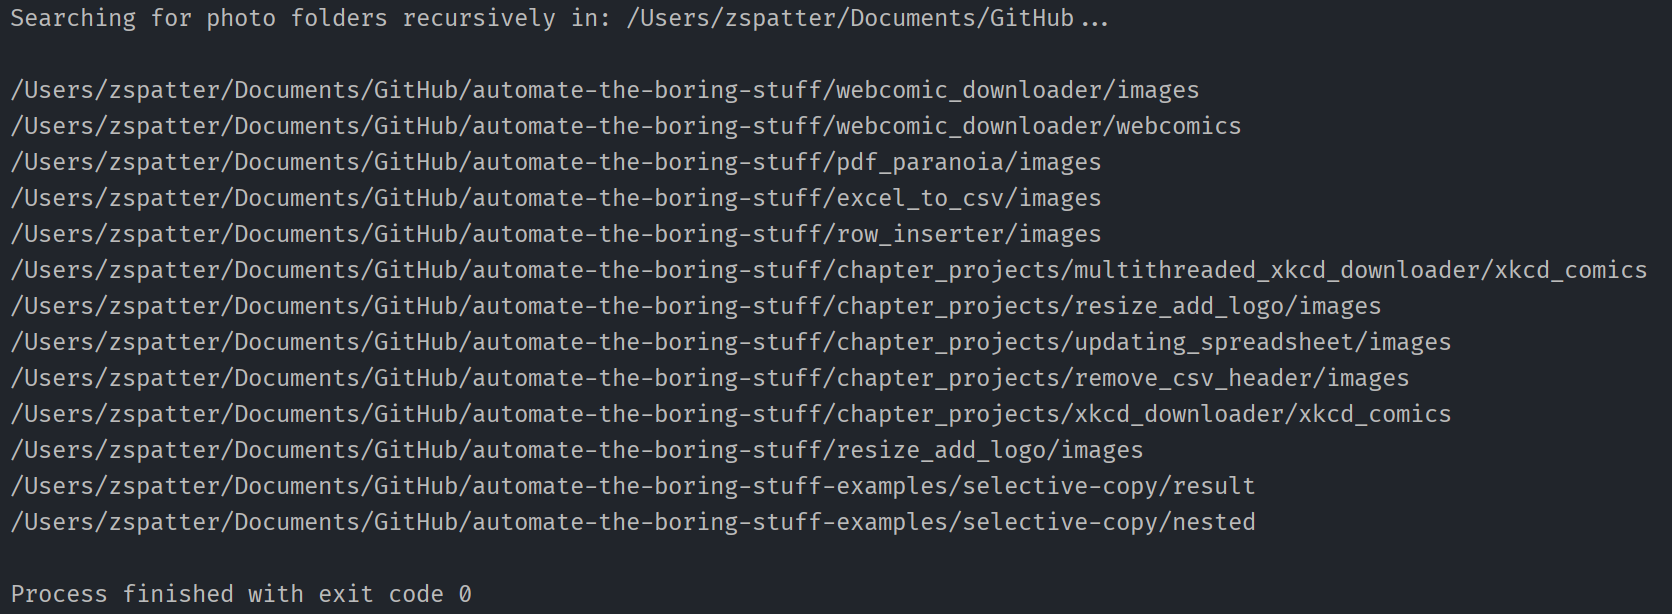 Searching for photo folders recursively in: /Users/zspatter/Documents/GitHub...
/Users/zspatter/Documents/GitHub/automate-the-boring-stuff/webcomic_downloader/images
/Users/zspatter/Documents/GitHub/automate-the-boring-stuff/webcomic_downloader/webcomics
/Users/zspatter/Documents/GitHub/automate-the-boring-stuff/pdf_paranoia/images
/Users/zspatter/Documents/GitHub/automate-the-boring-stuff/excel_to_csv/images
/Users/zspatter/Documents/GitHub/automate-the-boring-stuff/row_inserter/images
/Users/zspatter/Documents/GitHub/automate-the-boring-stuff/chapter_projects/multithreaded_xkcd_downloader/xkcd_comics
/Users/zspatter/Documents/GitHub/automate-the-boring-stuff/chapter_projects/resize_add_logo/images
/Users/zspatter/Documents/GitHub/automate-the-boring-stuff/chapter_projects/updating_spreadsheet/images
/Users/zspatter/Documents/GitHub/automate-the-boring-stuff/chapter_projects/remove_csv_header/images
/Users/zspatter/Documents/GitHub/automate-the-boring-stuff/chapter_projects/xkcd_downloader/xkcd_comics
/Users/zspatter/Documents/GitHub/automate-the-boring-stuff/resize_add_logo/images
/Users/zspatter/Documents/GitHub/automate-the-boring-stuff-examples/selective-copy/result
/Users/zspatter/Documents/GitHub/automate-the-boring-stuff-examples/selective-copy/nested
Process finished with exit code 0